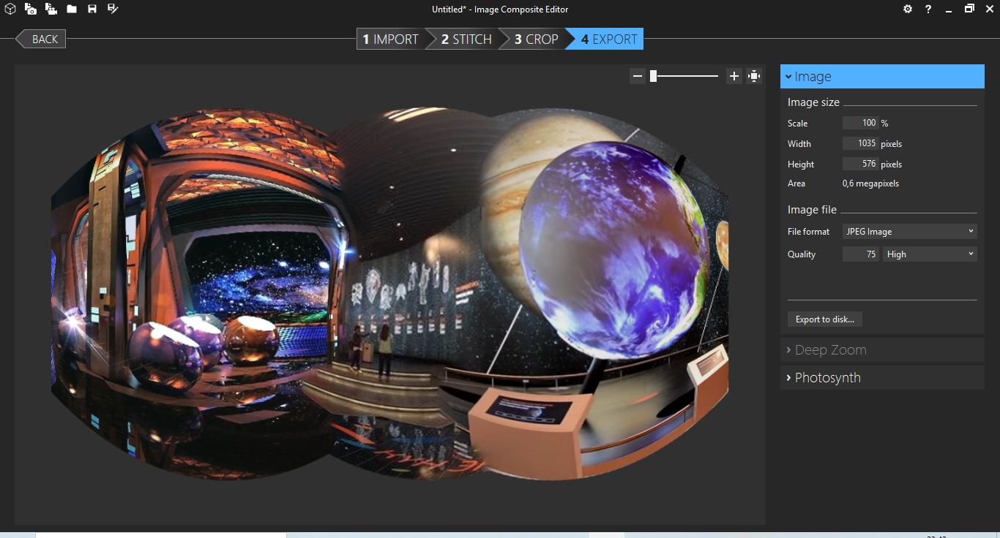 Untitled* - Image Composite Editor
BACK
1 IMPORT
2 STITCH
3 CROP
4 EXPORT
Image
Image size
Scale 100 %
Width 1035 pixels
Height 576 pixels
Area 0,6 megapixels
Image file
File format JPEG Image
Quality 75 High
Export to disk...
Deep Zoom
Photosynth